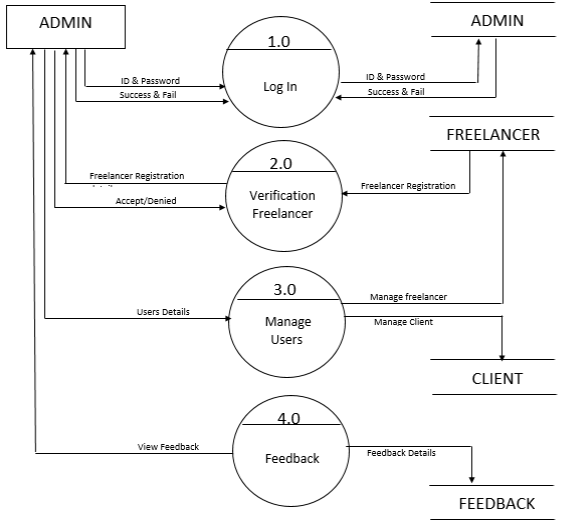 ADMIN
1.0
Log In
ADMIN
ID & Password
Success & Fail
ID & Password
Success & Fail
FREELANCER
2.0
Verification
Freelancer
Freelancer Registration
Accept/Denied
Freelancer Registration
3.0
Manage
Users
Users Details
Manage freelancer
Manage Client
CLIENT
4.0
Feedback
View Feedback
Feedback Details
FEEDBACK